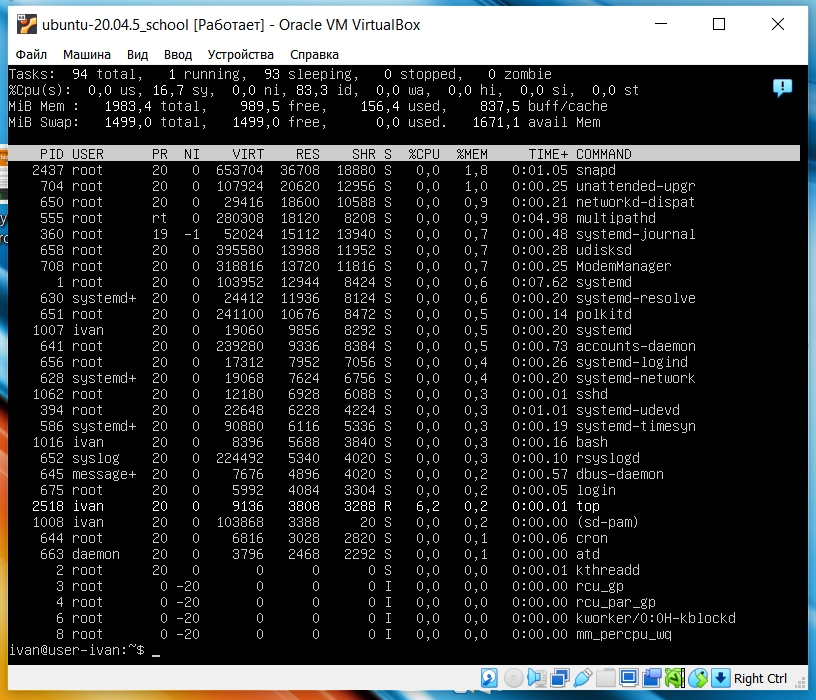 ubuntu-20.04.5_school [Работает] - Oracle VM VirtualBox
Файл Машина Вид Ввод Устройства Справка
Tasks: 94 total, 1 running, 93 sleeping, 0 stopped, 0 zombie
%Cpu(s): 0,0 us, 16,7 sy, 0,0 ni, 83,3 id, 0,0 wa, 0,0 hi, 0,0 si, 0,0 st
MiB Mem : 1983,4 total, 989,5 free, 156,4 used, 837,5 buff/cache
MiB Swap: 1499,0 total, 1499,0 free, 0,0 used. 1671,1 avail Mem
PID USER PR NI VIRT RES SHR S %CPU %MEM TIME+ COMMAND
2437 root 20 0 653704 36708 18880 S 0,0 1,8 0:01.05 snapd
704 root 20 0 107924 20620 12956 S 0,0 1,0 0:00.25 unattended-upgr
650 root 20 0 29416 18600 10588 S 0,0 0,9 0:00.21 networkd-dispat
555 root rt 0 280308 18120 8208 S 0,0 0,9 0:04.98 multipathd
360 root 19 -1 52024 15112 13940 S 0,0 0,7 0:00.48 systemd-journal
658 root 20 0 395580 13988 11952 S 0,0 0,7 0:00.28 udisksd
708 root 20 0 318816 13720 11816 S 0,0 0,7 0:00.25 ModemManager
1 root 20 0 103952 12944 8424 S 0,0 0,6 0:07.62 systemd
630 systemd+ 20 0 24412 11936 8124 S 0,0 0,6 0:00.20 systemd-resolve
651 root 20 0 241100 10676 8472 S 0,0 0,5 0:00.14 polkitd
1007 ivan 20 0 19060 9856 8292 S 0,0 0,5 0:00.20 systemd
641 root 20 0 239280 9336 8384 S 0,0 0,5 0:00.73 accounts-daemon
656 root 20 0 17312 7952 7056 S 0,0 0,4 0:00.26 systemd-logind
628 systemd+ 20 0 19068 7624 6756 S 0,0 0,4 0:00.20 systemd-network
1062 root 20 0 12180 6928 6088 S 0,0 0,3 0:00.01 sshd
394 root 20 0 22648 6228 4224 S 0,0 0,3 0:01.01 systemd-udevd
586 systemd+ 20 0 90880 6116 5336 S 0,0 0,3 0:00.19 systemd-timesyn
1016 ivan 20 0 8396 5688 3840 S 0,0 0,3 0:00.16 bash
652 syslog 20 0 224492 5340 4020 S 0,0 0,3 0:00.10 rsyslogd
645 message+ 20 0 7676 4896 4020 S 0,0 0,2 0:00.57 dbus-daemon
675 root 20 0 5992 4084 3304 S 0,0 0,2 0:00.05 login
2518 ivan 20 0 9136 3808 3288 R 6,2 0,2 0:00.01 top
1008 ivan 20 0 103868 3388 20 S 0,0 0,2 0:00.00 (sd-pam)
644 root 20 0 6816 3028 2820 S 0,0 0,1 0:00.06 cron
663 daemon 20 0 3796 2468 2292 S 0,0 0,1 0:00.00 atd
2 root 20 0 0 0 0 S 0,0 0,0 0:00.01 kthreadd
3 root 0 -20 0 0 0 I 0,0 0,0 0:00.00 rcu_gp
4 root 0 -20 0 0 0 I 0,0 0,0 0:00.00 rcu_par_gp
6 root 0 -20 0 0 0 I 0,0 0,0 0:00.00 kworker/0:0H-kblockd
8 root 0 -20 0 0 0 I 0,0 0,0 0:00.00 mm_percpu_wq
ivan@user-ivan:~$ _
Right Ctrl